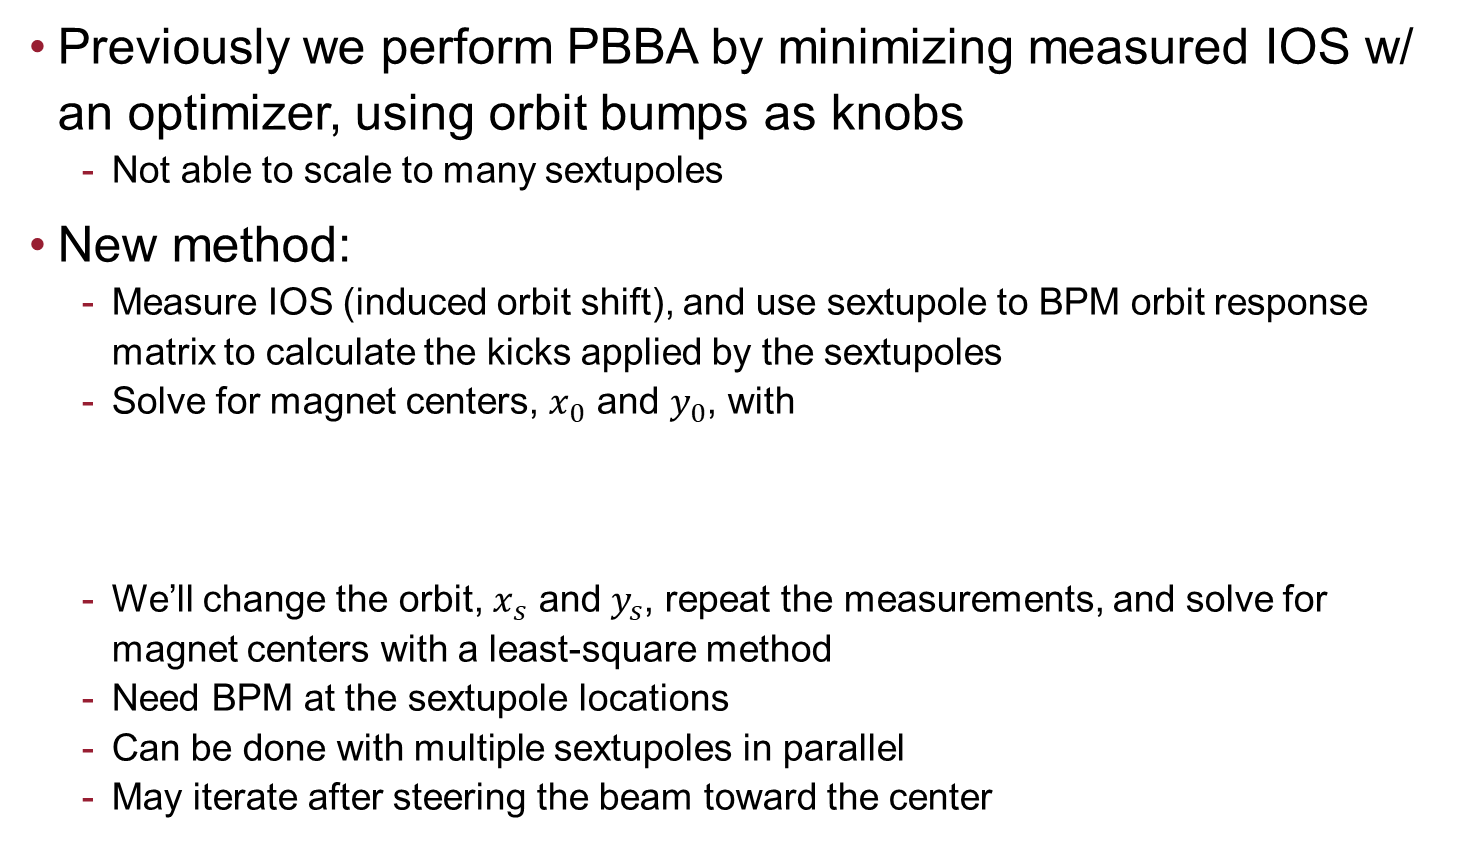 • Previously we perform PBBA by minimizing measured IOS w/
an optimizer, using orbit bumps as knobs
- Not able to scale to many sextupoles
• New method:
- Measure IOS (induced orbit shift), and use sextupole to BPM orbit response
matrix to calculate the kicks applied by the sextupoles
- Solve for magnet centers, x₀ and y₀, with
- We’ll change the orbit, xₛ and yₛ, repeat the measurements, and solve for
magnet centers with a least-square method
- Need BPM at the sextupole locations
- Can be done with multiple sextupoles in parallel
- May iterate after steering the beam toward the center